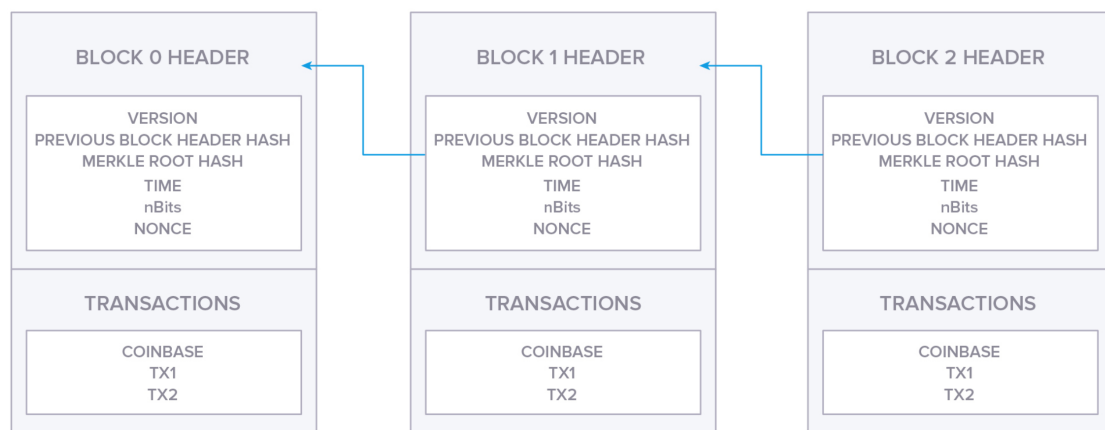 BLOCK 0 HEADER
VERSION
PREVIOUS BLOCK HEADER HASH
MERKLE ROOT HASH
TIME
nBits
NONCE
TRANSACTIONS
COINBASE
TX1
TX2
BLOCK 1 HEADER
VERSION
PREVIOUS BLOCK HEADER HASH
MERKLE ROOT HASH
TIME
nBits
NONCE
TRANSACTIONS
COINBASE
TX1
TX2
BLOCK 2 HEADER
VERSION
PREVIOUS BLOCK HEADER HASH
MERKLE ROOT HASH
TIME
nBits
NONCE
TRANSACTIONS
COINBASE
TX1
TX2